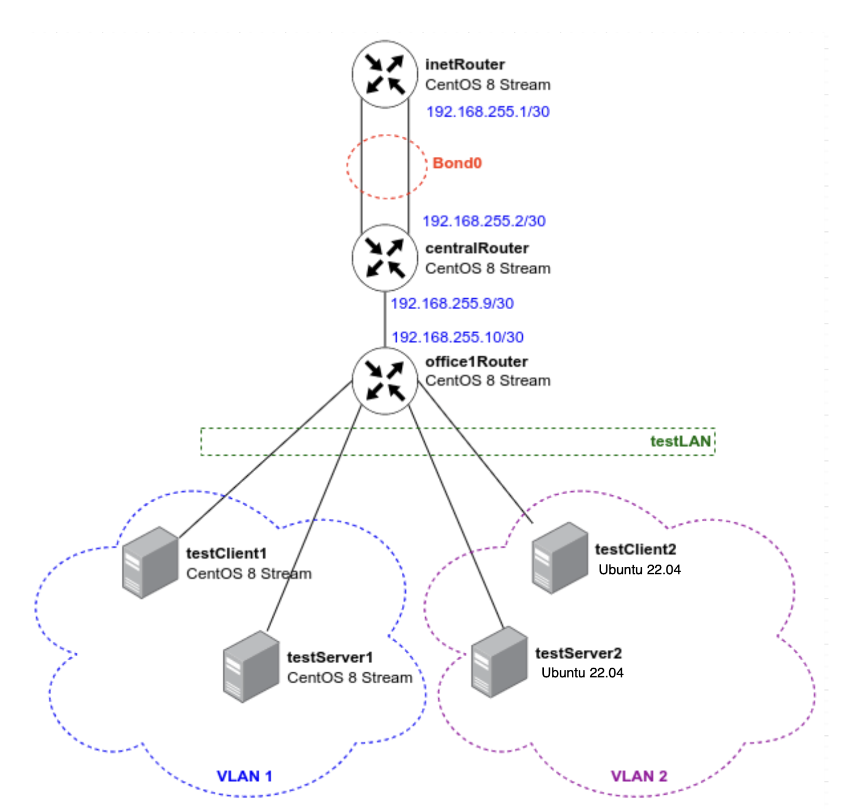 inetRouter
CentOS 8 Stream
192.168.255.1/30
Bond0
192.168.255.2/30
centralRouter
CentOS 8 Stream
192.168.255.9/30
192.168.255.10/30
office1Router
CentOS 8 Stream
testLAN
testClient1
CentOS 8 Stream
testClient2
Ubuntu 22.04
testServer1
CentOS 8 Stream
testServer2
Ubuntu 22.04
VLAN 1
VLAN 2